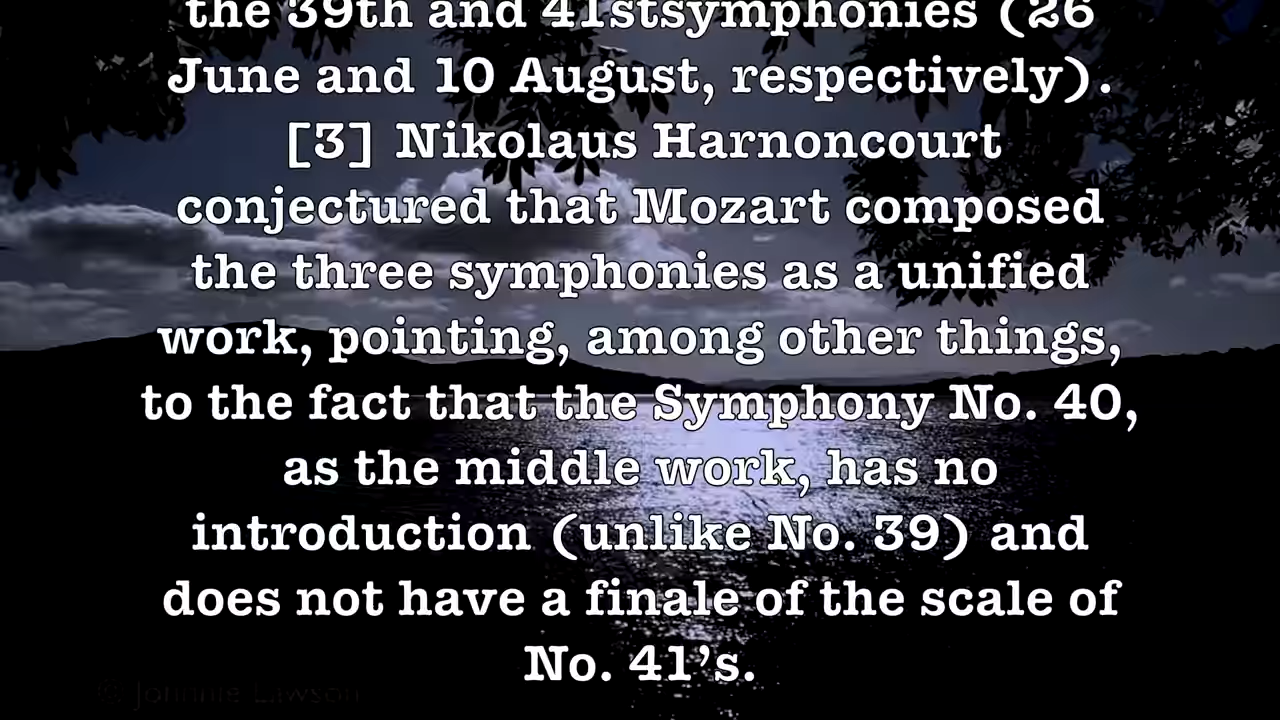 the 39th and 41stsymphonies (26
June and 10 August, respectively).
[3] Nikolaus Harnoncourt
conjectured that Mozart composed
the three symphonies as a unified
work, pointing, among other things,
to the fact that the Symphony No. 40,
as the middle work, has no
introduction (unlike No. 39) and
does not have a finale of the scale of
No. 41’s.
© Johnnie Lawson